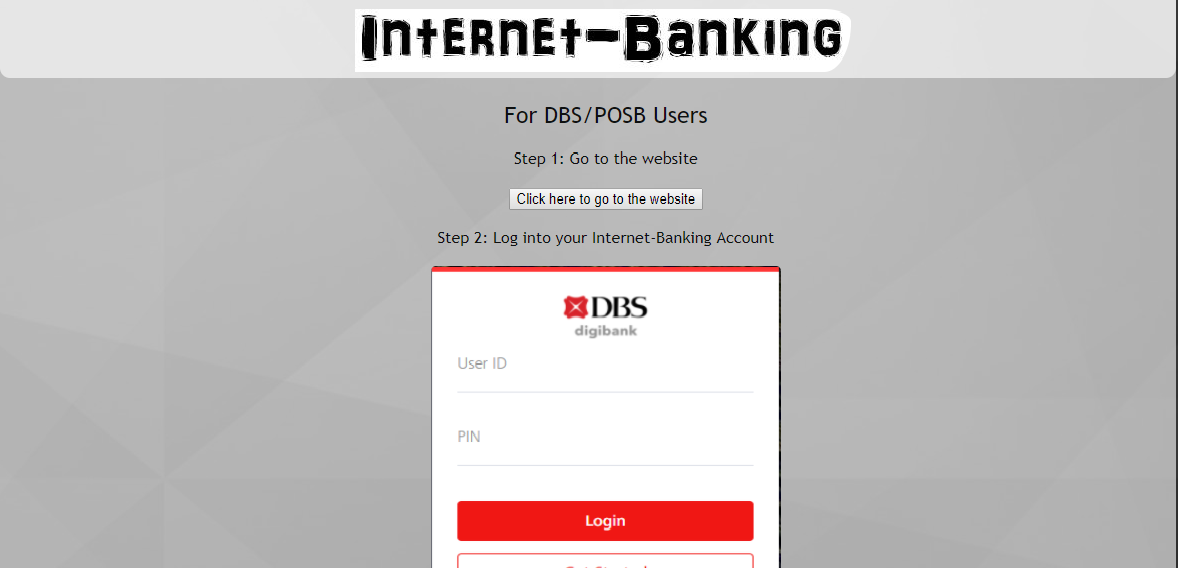 Internet-Banking
For DBS/POSB Users
Step 1: Go to the website
Click here to go to the website
Step 2: Log into your Internet-Banking Account
DBS
digibank
User ID
PIN
Login